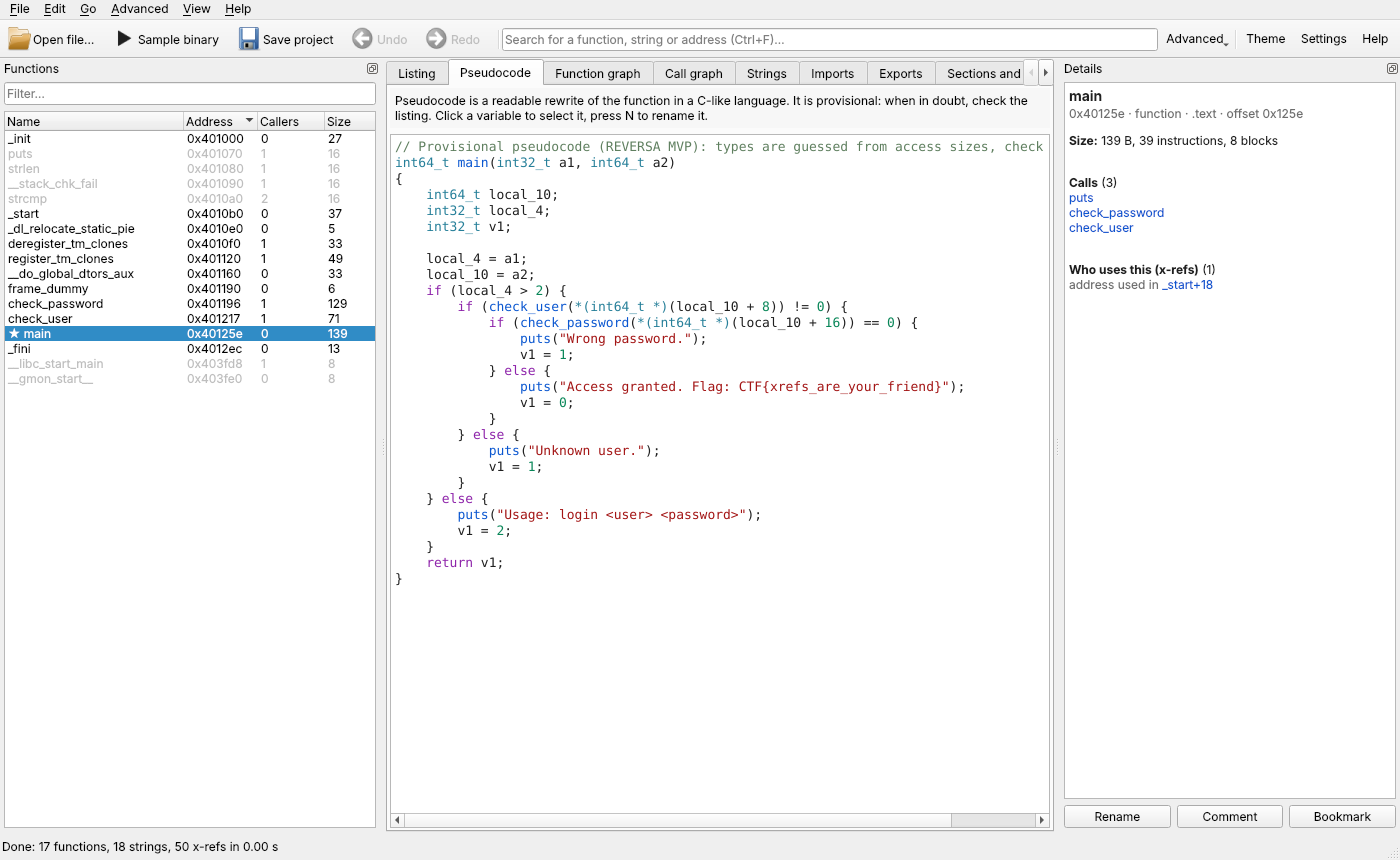 File Edit Go Advanced View Help
Open file... Sample binary Save project Undo Redo Search for a function, string or address (Ctrl+F)... Advanced Theme Settings Help
Functions
Filter...
Name Address Callers Size
_init 0x401000 0 27
puts 0x401070 1 16
strlen 0x401080 1 16
__stack_chk_fail 0x401090 1 16
strcmp 0x4010a0 2 16
_start 0x4010b0 0 37
_dl_relocate_static_pie 0x4010e0 0 5
deregister_tm_clones 0x4010f0 1 33
register_tm_clones 0x401120 1 49
__do_global_dtors_aux 0x401160 0 33
frame_dummy 0x401190 0 6
check_password 0x401196 1 129
check_user 0x401217 1 71
★ main 0x40125e 0 139
_fini 0x4012ec 0 13
__libc_start_main 0x403fd8 1 8
__gmon_start__ 0x403fe0 0 8
Listing Pseudocode Function graph Call graph Strings Imports Exports Sections and
Pseudocode is a readable rewrite of the function in a C-like language. It is provisional: when in doubt, check the
listing. Click a variable to select it, press N to rename it.
// Provisional pseudocode (REVERSA MVP): types are guessed from access sizes, check
int64_t main(int32_t a1, int64_t a2)
{
    int64_t local_10;
    int32_t local_4;
    int32_t v1;
    local_4 = a1;
    local_10 = a2;
    if (local_4 > 2) {
        if (check_user(*(int64_t *)(local_10 + 8)) != 0) {
            if (check_password(*(int64_t *)(local_10 + 16)) == 0) {
                puts("Wrong password.");
                v1 = 1;
            } else {
                puts("Access granted. Flag: CTF{xrefs_are_your_friend}");
                v1 = 0;
            }
        } else {
            puts("Unknown user.");
            v1 = 1;
        }
    } else {
        puts("Usage: login <user> <password>");
        v1 = 2;
    }
    return v1;
}
Details
main
0x40125e · function · .text · offset 0x125e
Size: 139 B, 39 instructions, 8 blocks
Calls (3)
puts
check_password
check_user
Who uses this (x-refs) (1)
address used in _start+18
Rename Comment Bookmark
Done: 17 functions, 18 strings, 50 x-refs in 0.00 s